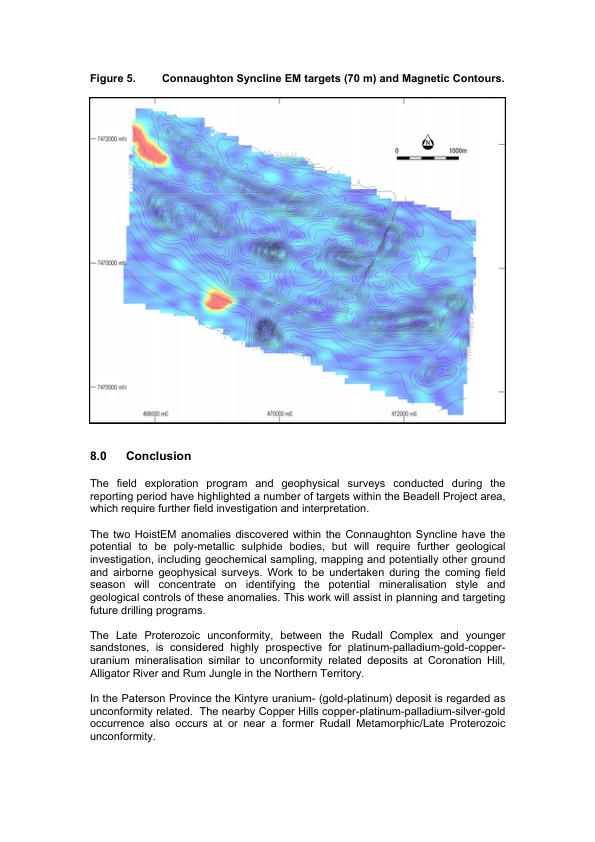 Figure 5. Connaughton Syncline EM targets (70 m) and Magnetic Contours.
7472000 mN
N
0 1000m
7470000 mN
7470000 mN
468000 mE 470000 mE 472000 mE
8.0 Conclusion
The field exploration program and geophysical surveys conducted during the
reporting period have highlighted a number of targets within the Beadell Project area,
which require further field investigation and interpretation.
The two HoistEM anomalies discovered within the Connaughton Syncline have the
potential to be poly-metallic sulphide bodies, but will require further geological
investigation, including geochemical sampling, mapping and potentially other ground
and airborne geophysical surveys. Work to be undertaken during the coming field
season will concentrate on identifying the potential mineralisation style and
geological controls of these anomalies. This work will assist in planning and targeting
future drilling programs.
The Late Proterozoic unconformity, between the Rudall Complex and younger
sandstones, is considered highly prospective for platinum-palladium-gold-copper-
uranium mineralisation similar to unconformity related deposits at Coronation Hill,
Alligator River and Rum Jungle in the Northern Territory.
In the Paterson Province the Kintyre uranium- (gold-platinum) deposit is regarded as
unconformity related. The nearby Copper Hills copper-platinum-palladium-silver-gold
occurrence also occurs at or near a former Rudall Metamorphic/Late Proterozoic
unconformity.